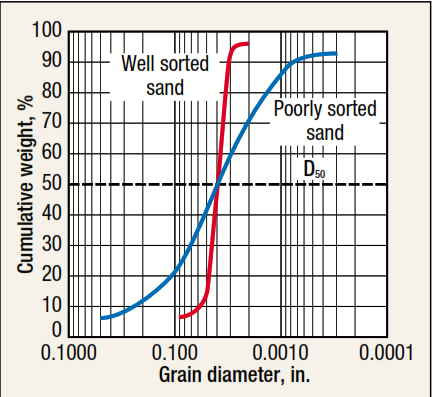 100
90
80
70
60
50
40
30
20
10
0
Cumulative weight, %
Well sorted
sand
Poorly sorted
sand
D50
0.1000
0.100
0.0010
0.0001
Grain diameter, in.